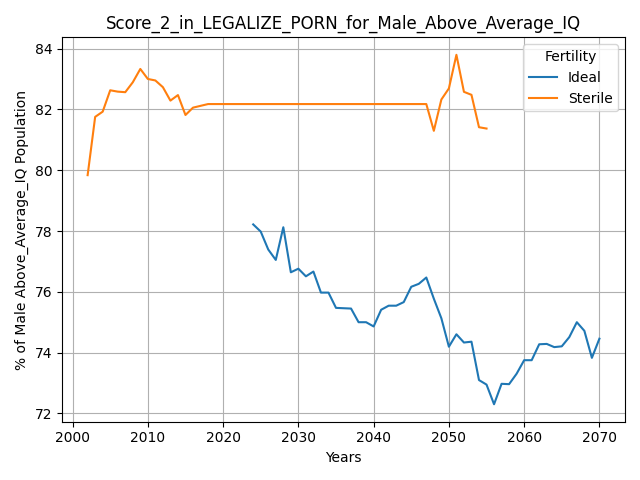 Score_2_in_LEGALIZE_PORN_for_Male_Above_Average_IQ
% of Male Above_Average_IQ Population
84
82
80
78
76
74
72
Fertility
Ideal
Sterile
2000 2010 2020 2030 2040 2050 2060 2070
Years